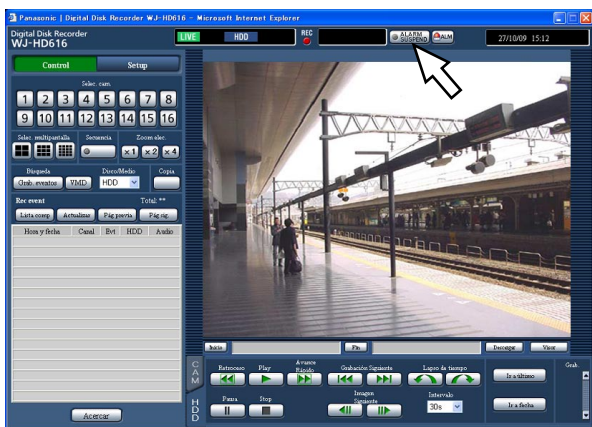 Panasonic | Digital Disk Recorder WJ-HD616 - Microsoft Internet Explorer
Digital Disk Recorder
WJ-HD616
LIVE HDD REC ALARM SUSPEND ALM 27/10/09 15:12
Control Setup
Selec. cam.
1 2 3 4 5 6 7 8
9 10 11 12 13 14 15 16
Selec. multipantalla Secuencia Zoom elec.
x 1 x 2 x 4
Búsqueda Disco/Medio Copia
Grab. eventos VMD HDD
Rec event Total: **
Lista comp Actualizar Pág previa Pág sig.
Hora y fecha Canal Evt HDD Audio
Inicio Fin Descargar Visor
CAM
Retroceso Play Avance Rápido Grabación Siguiente Lapso de tiempo Grab.
Ir a último
HDD
Pausa Stop Imagen Siguiente Intervalo
30s Ir a fecha
Acercar